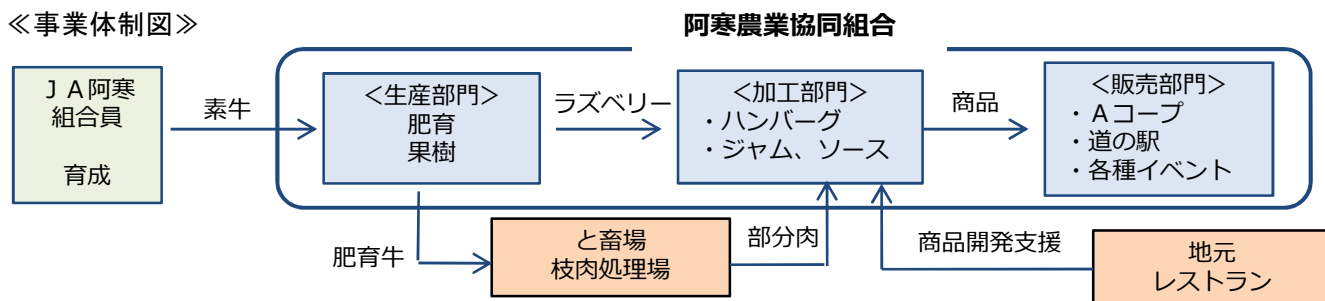 ≪事業体制図≫
阿寒農業協同組合
ＪＡ阿寒
組合員
育成
素牛
＜生産部門＞
肥育
果樹
ラズベリー
＜加工部門＞
・ハンバーグ
・ジャム、ソース
商品
＜販売部門＞
・Ａコープ
・道の駅
・各種イベント
肥育牛
と畜場
枝肉処理場
部分肉
商品開発支援
地元
レストラン